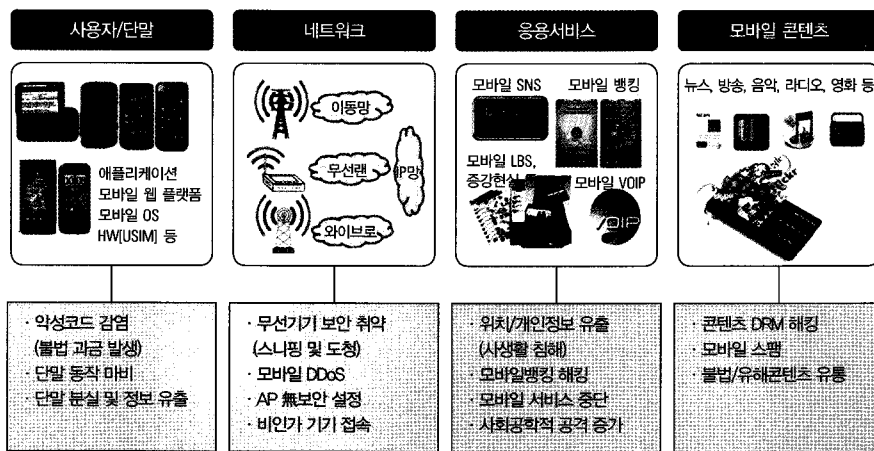 사용자/단말
네트워크
응용서비스
모바일 콘텐츠
애플리케이션
모바일 웹 플랫폼
모바일 OS
HW[USIM] 등
이동망
무선랜
IP망
와이브로
모바일 SNS
모바일 뱅킹
모바일 LBS,
증강현실 등
모바일 VOIP
VOIP
뉴스, 방송, 음악, 라디오, 영화 등
· 악성코드 감염
(불법 과금 발생)
· 단말 동작 마비
· 단말 분실 및 정보 유출
· 무선기기 보안 취약
(스니핑 및 도청)
· 모바일 DDoS
· AP 無보안 설정
· 비인가 기기 접속
· 위치/개인정보 유출
(사생활 침해)
· 모바일뱅킹 해킹
· 모바일 서비스 중단
· 사회공학적 공격 증가
· 콘텐츠 DRM 해킹
· 모바일 스팸
· 불법/유해콘텐츠 유통